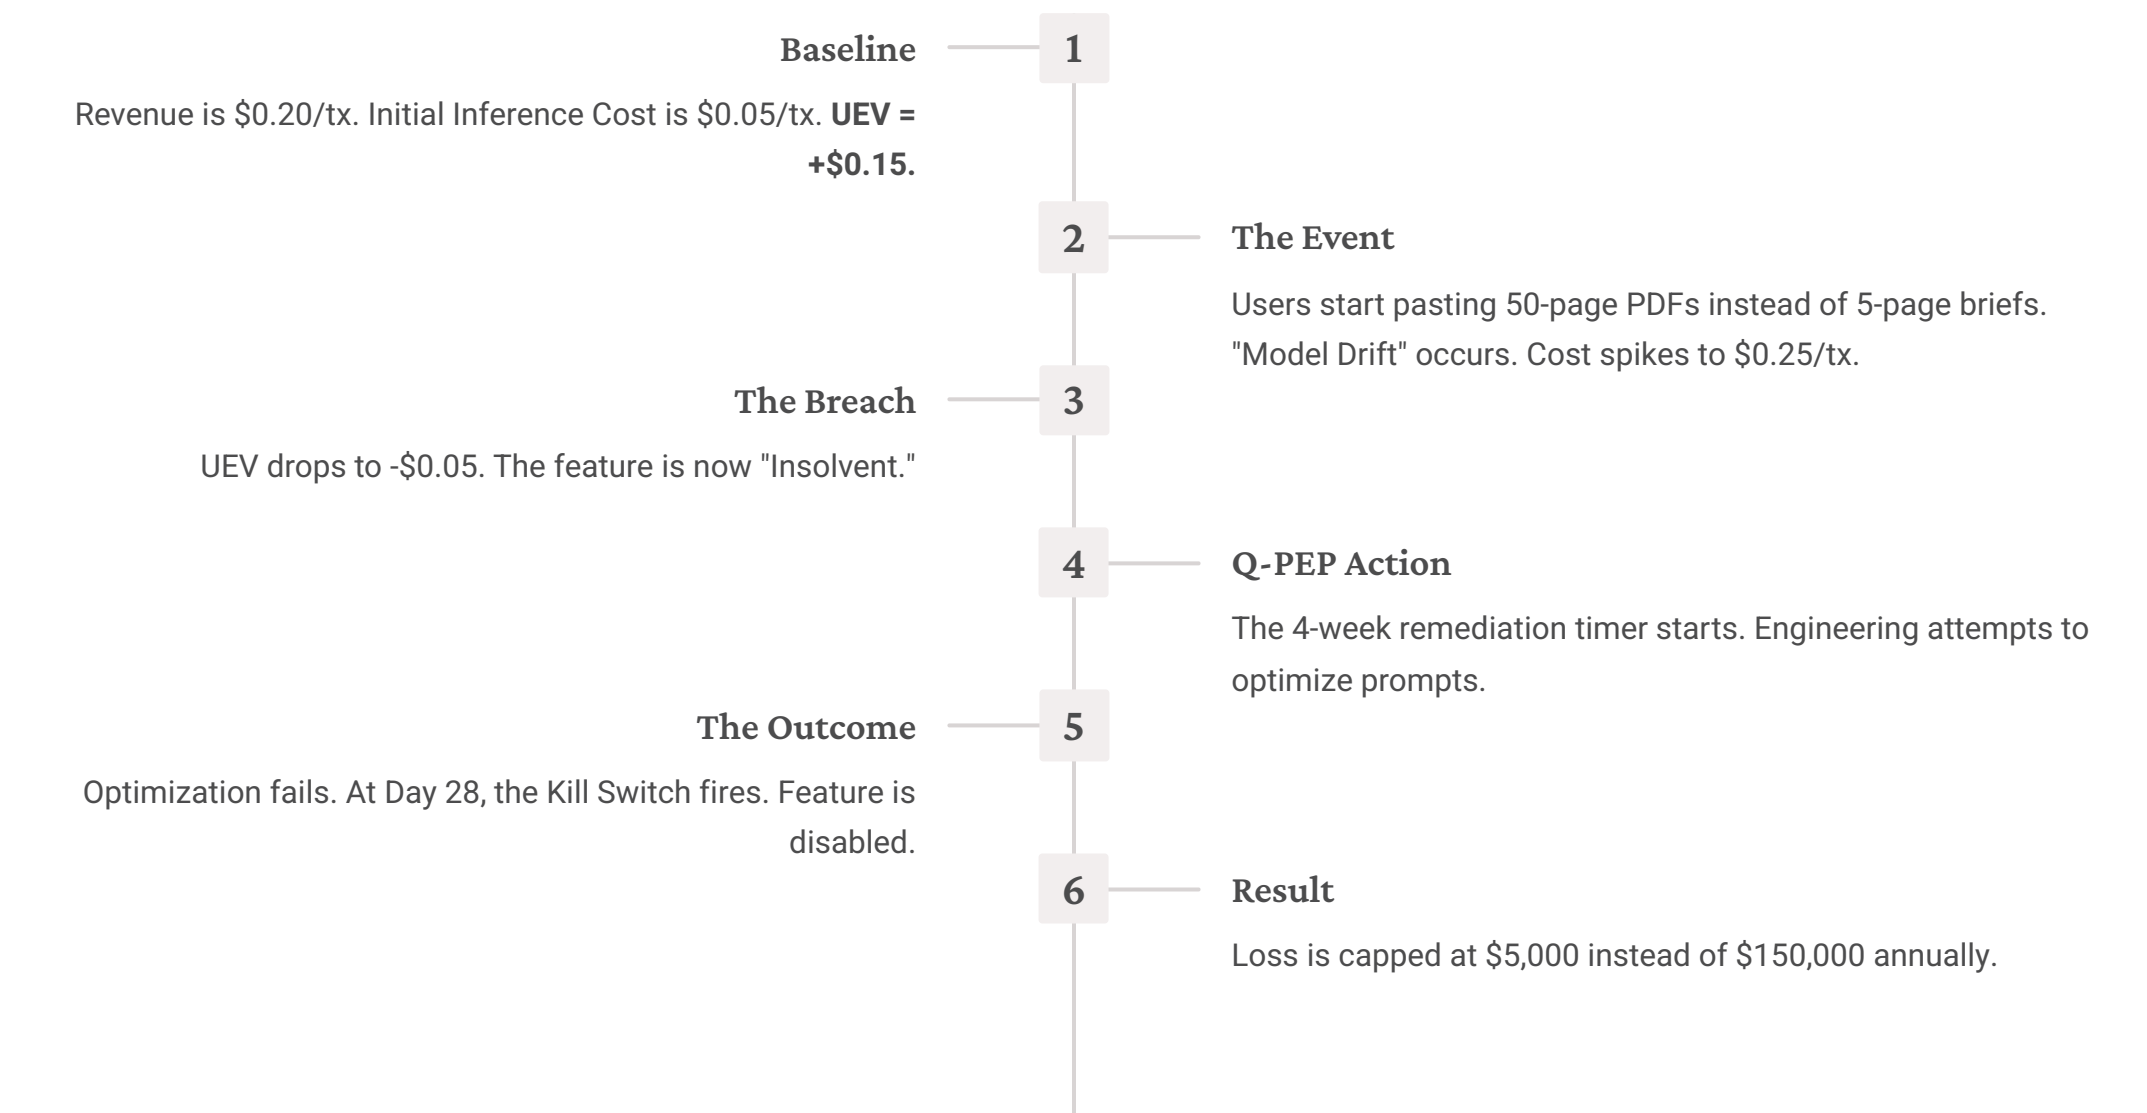 1
Baseline
Revenue is $0.20/tx. Initial Inference Cost is $0.05/tx. UEV =
+$0.15.
2
The Event
Users start pasting 50-page PDFs instead of 5-page briefs.
"Model Drift" occurs. Cost spikes to $0.25/tx.
3
The Breach
UEV drops to -$0.05. The feature is now "Insolvent."
4
Q-PEP Action
The 4-week remediation timer starts. Engineering attempts to
optimize prompts.
5
The Outcome
Optimization fails. At Day 28, the Kill Switch fires. Feature is
disabled.
6
Result
Loss is capped at $5,000 instead of $150,000 annually.